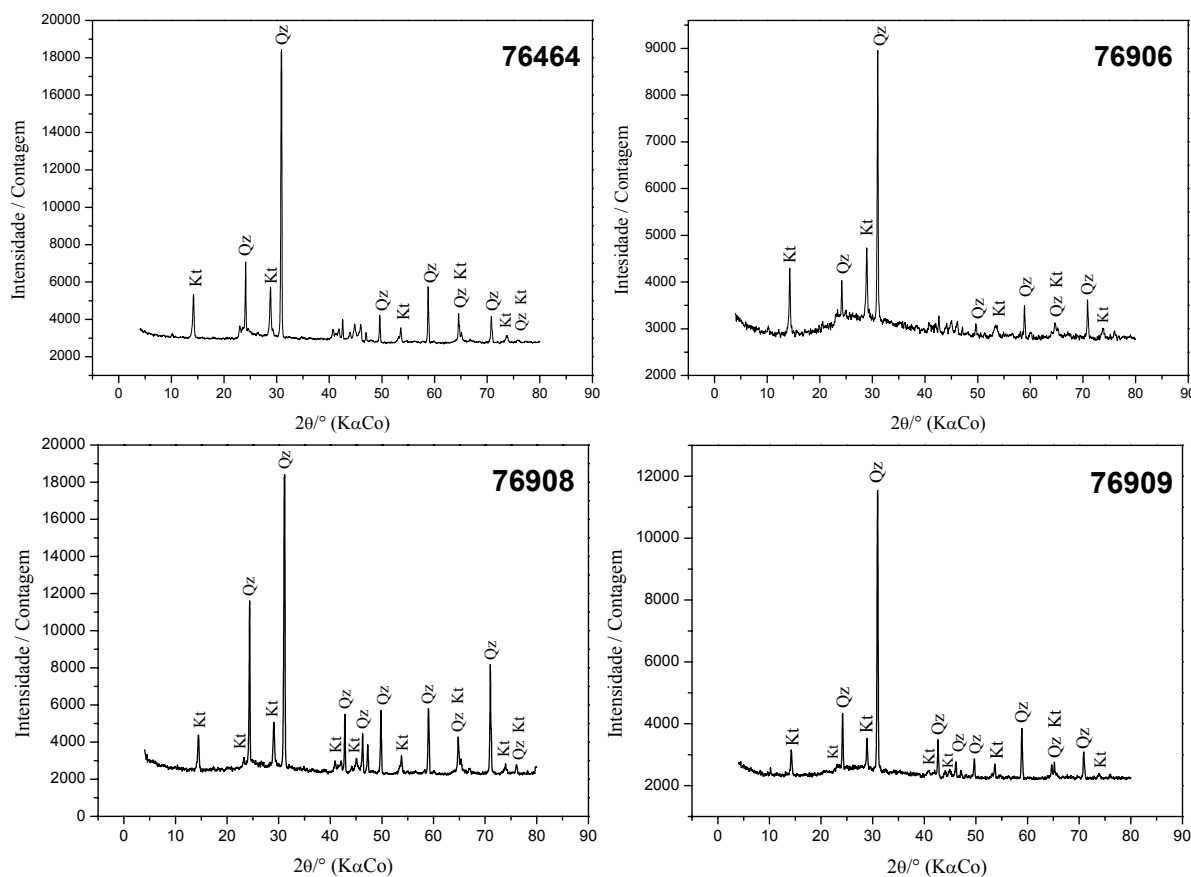 76464
Intensidade / Contagem
20000
18000
16000
14000
12000
10000
8000
6000
4000
2000
Kt
Qz
Kt
Qz
Qz
Kt
Qz
Qz Kt
Qz
Kt
Qz Kt
0 10 20 30 40 50 60 70 80 90
2θ/° (KαCo)
76906
Intesidade / Contagem
9000
8000
7000
6000
5000
4000
3000
2000
Kt
Qz
Kt
Qz
Qz
Kt
Qz
Qz Kt
Qz
Kt
0 10 20 30 40 50 60 70 80 90
2θ/° (KαCo)
76908
Intensidade / Contagem
20000
18000
16000
14000
12000
10000
8000
6000
4000
2000
0
Kt
Kt
Qz
Kt
Qz
Kt
Qz
Kt
Qz
Qz
Kt
Qz
Qz Kt
Qz
Kt
Qz Kt
0 10 20 30 40 50 60 70 80 90
2θ/° (KαCo)
76909
Intensidade / Contagem
12000
10000
8000
6000
4000
2000
Kt
Kt
Qz
Kt
Qz
Kt
Qz
Kt
Qz
Qz
Kt
Qz
Qz Kt
Qz
Kt
0 10 20 30 40 50 60 70 80 90
2θ/° (KαCo)